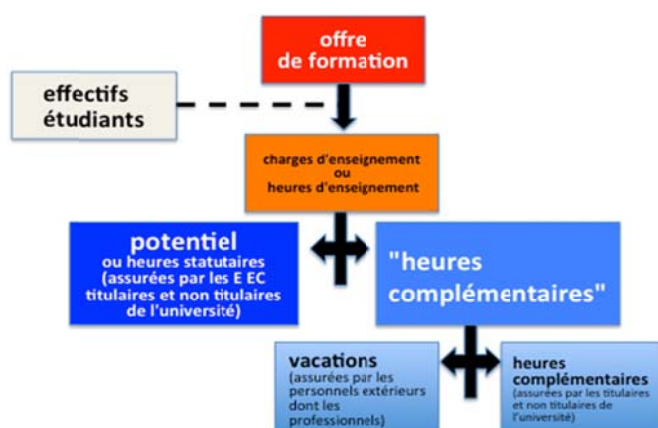 offre
de formation
effectifs
étudiants
charges d'enseignement
ou
heures d'enseignement
potentiel
ou heures statutaires
(assurées par les E EC
titulaires et non titulaires
de l'université)
"heures
complémentaires"
vacations
(assurées par les
personnels extérieurs
dont les
professionnels)
heures
complémentaires
(assurées par les titulaires
et non titulaires de
l'université)